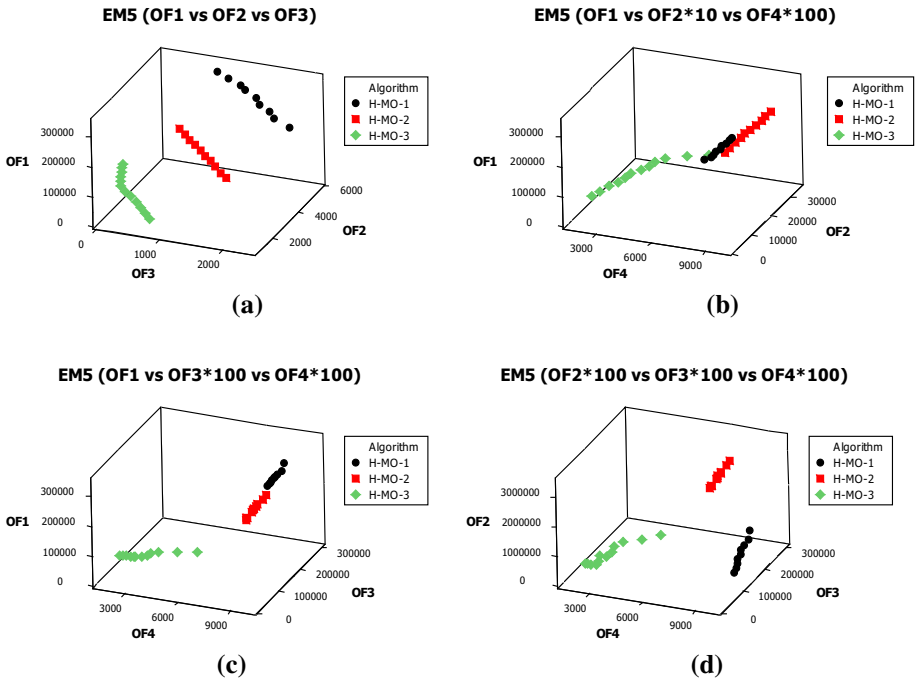 EM5 (OF1 vs OF2 vs OF3)
300000
200000
100000
0
OF1
0
1000
2000
OF3
2000
4000
6000
OF2
Algorithm
H-MO-1
H-MO-2
H-MO-3
(a)
EM5 (OF1 vs OF2*10 vs OF4*100)
300000
200000
100000
0
OF1
3000
6000
9000
OF4
0
10000
20000
30000
OF2
Algorithm
H-MO-1
H-MO-2
H-MO-3
(b)
EM5 (OF1 vs OF3*100 vs OF4*100)
300000
200000
100000
0
OF1
3000
6000
9000
OF4
0
100000
200000
300000
OF3
Algorithm
H-MO-1
H-MO-2
H-MO-3
(c)
EM5 (OF2*100 vs OF3*100 vs OF4*100)
3000000
2000000
1000000
0
OF2
3000
6000
9000
OF4
0
100000
200000
300000
OF3
Algorithm
H-MO-1
H-MO-2
H-MO-3
(d)